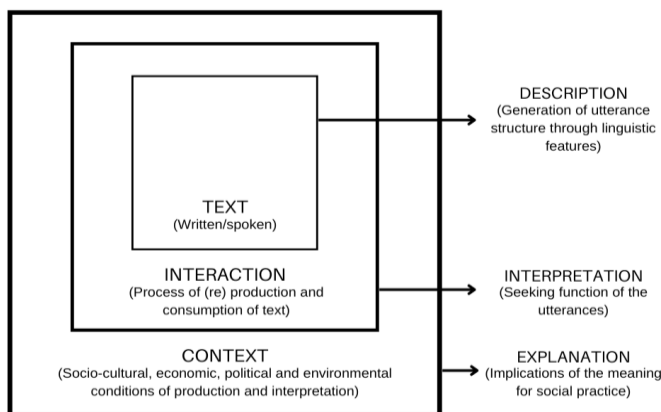 DESCRIPTION
(Generation of utterance
structure through linguistic
features)
TEXT
(Written/spoken)
INTERACTION
(Process of (re) production and
consumption of text)
INTERPRETATION
(Seeking function of the
utterances)
CONTEXT
(Socio-cultural, economic, political and environmental
conditions of production and interpretation)
EXPLANATION
(Implications of the meaning
for social practice)